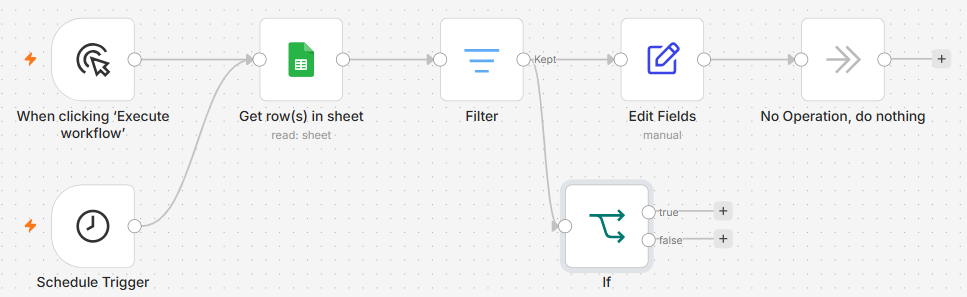 Kept
When clicking ‘Execute
workflow’
Get row(s) in sheet
read: sheet
Filter
Edit Fields
manual
No Operation, do nothing
true
false
Schedule Trigger
If